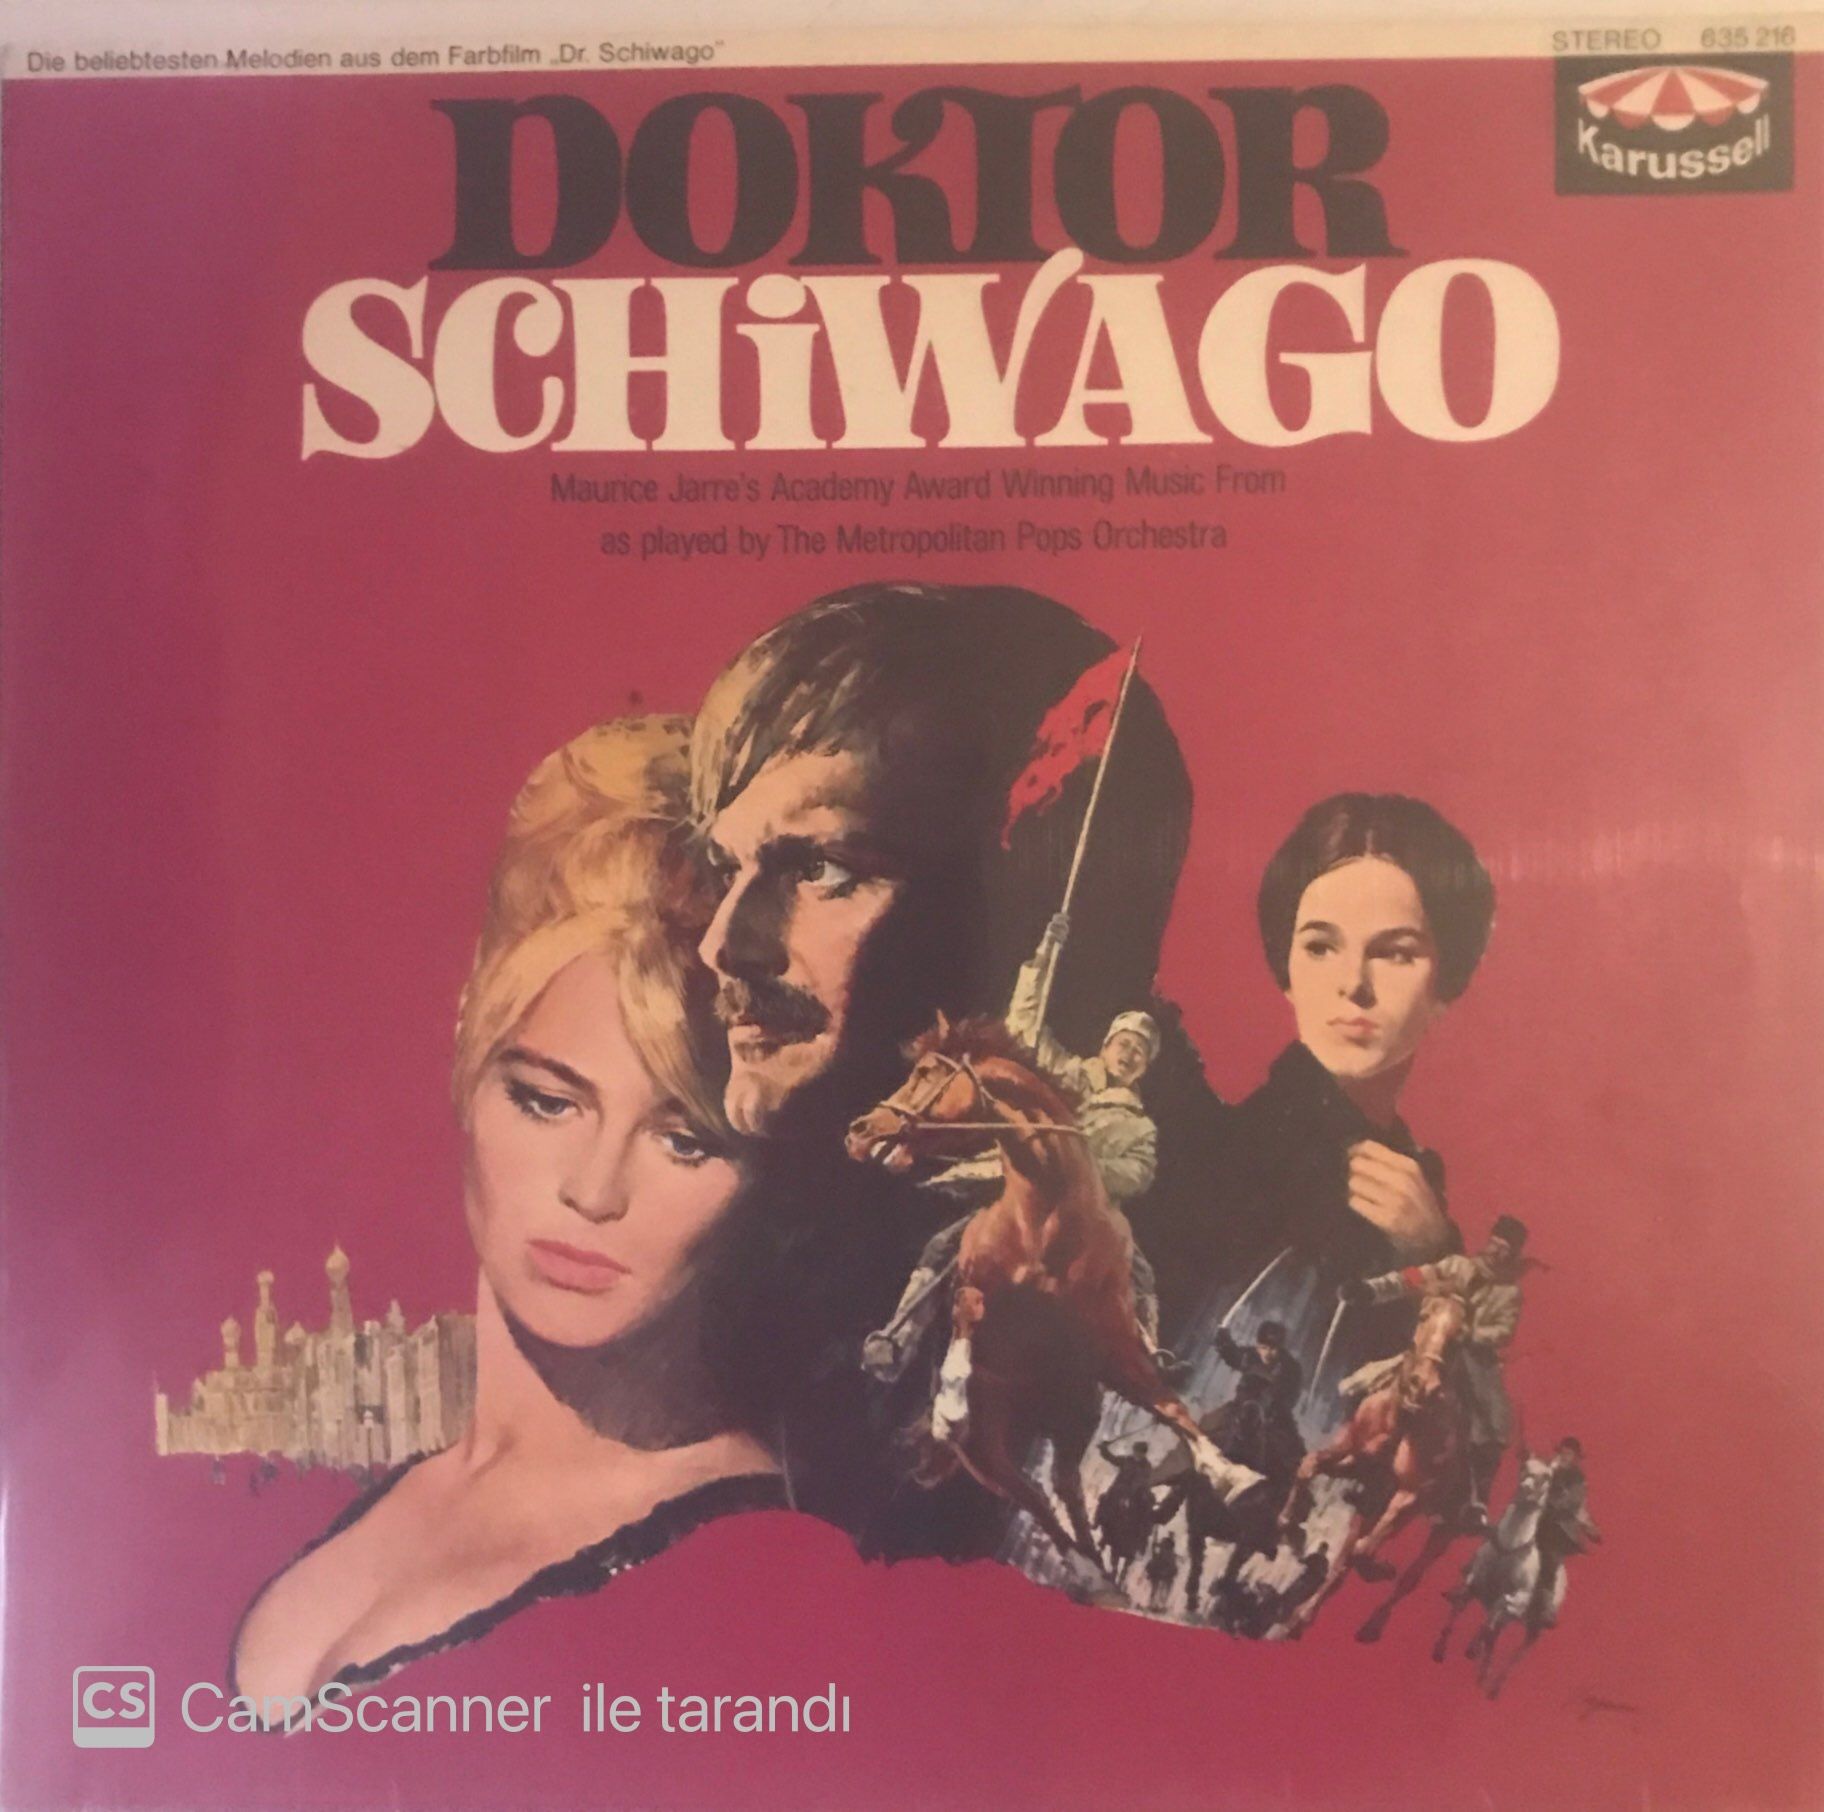 Die beliebtesten Melodien aus dem Farbfilm „Dr. Schiwago"
STEREO 635 216
Karussell
DOKTOR
SCHiWAGO
Maurice Jarre's Academy Award Winning Music From
as played by The Metropolitan Pops Orchestra
CS CamScanner ile tarandı